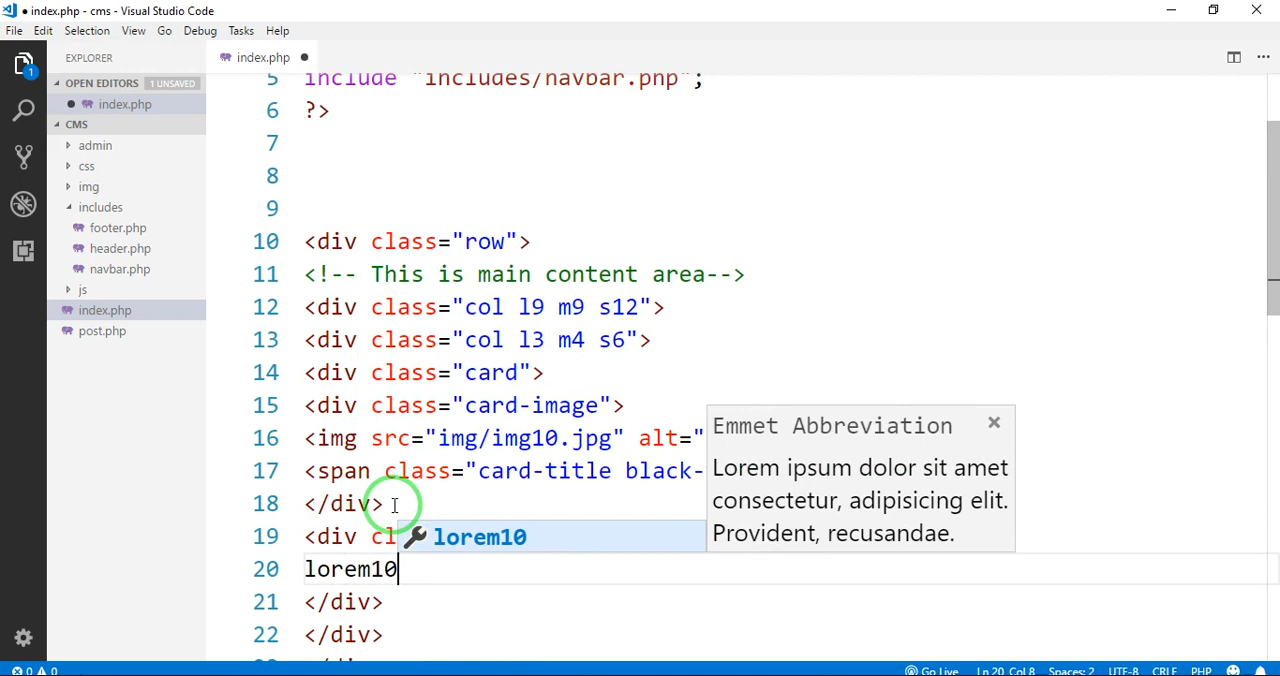 index.php - cms - Visual Studio Code
File Edit Selection View Go Debug Tasks Help
EXPLORER
index.php
OPEN EDITORS 1 UNSAVED
index.php
CMS
admin
css
img
includes
footer.php
header.php
navbar.php
js
index.php
post.php
1
5 include "includes/navbar.php";
6 ?>
7
8
9
10 <div class="row">
11 <!-- This is main content area-->
12 <div class="col l9 m9 s12">
13 <div class="col l3 m4 s6">
14 <div class="card">
15 <div class="card-image">
16 <img src="img/img10.jpg" alt="
17 <span class="card-title black-
18 </div>
19 <div cl
20 lorem10
21 </div>
22 </div>
lorem10
Emmet Abbreviation
Lorem ipsum dolor sit amet
consectetur, adipisicing elit.
Provident, recusandae.
0 0 Go Live Ln 20, Col 8 Spaces: 2 UTF-8 CRLF PHP